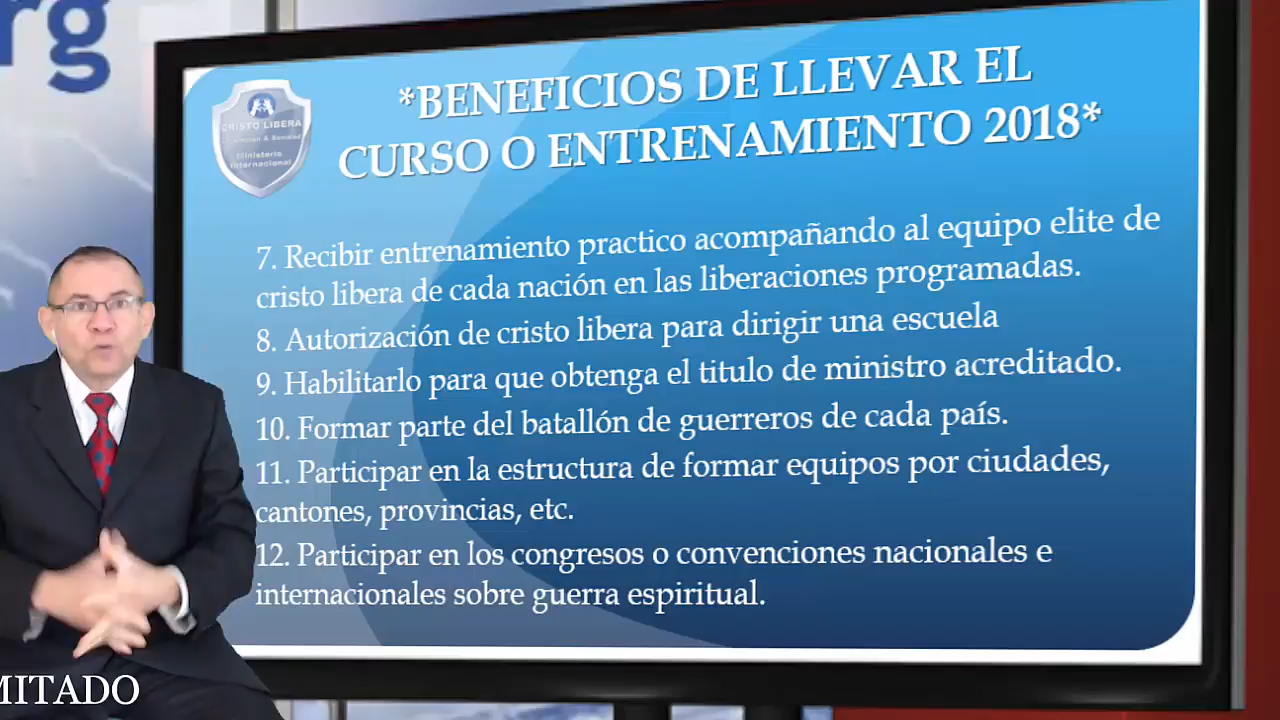 rg
*BENEFICIOS DE LLEVAR EL
CURSO O ENTRENAMIENTO 2018*
CRISTO LIBERA
Ministerio
Internacional
7. Recibir entrenamiento practico acompañando al equipo elite de
cristo libera de cada nación en las liberaciones programadas.
8. Autorización de cristo libera para dirigir una escuela
9. Habilitarlo para que obtenga el titulo de ministro acreditado.
10. Formar parte del batallón de guerreros de cada país.
11. Participar en la estructura de formar equipos por ciudades,
cantones, provincias, etc.
12. Participar en los congresos o convenciones nacionales e
internacionales sobre guerra espiritual.
MITADO